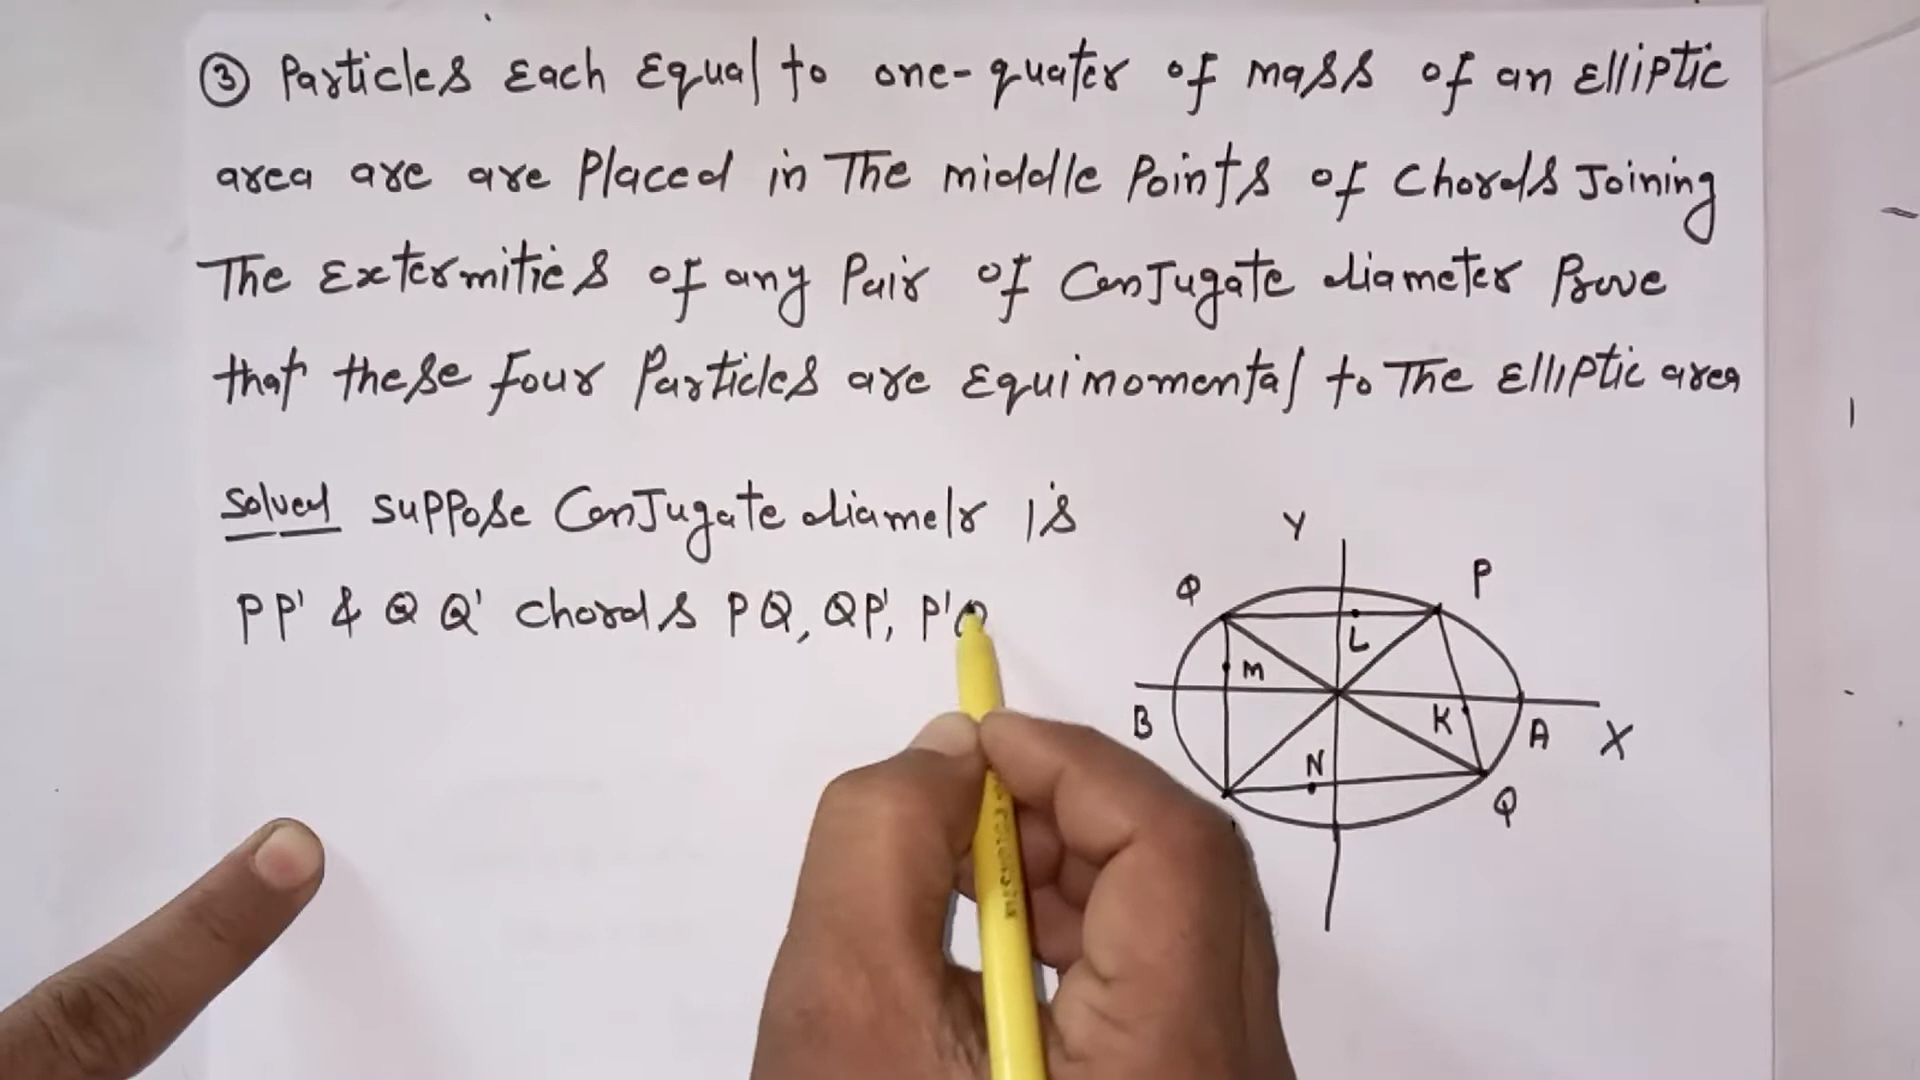 ③ Particles Each Equal to one-quater of mass of an Elliptic
area are are Placed in The middle Points of Chords Joining
The Extermities of any Pair of Conjugate diameter Prove
that these four Particles are Equimomental to The Elliptic area
Solved Suppose Conjugate diametr is
PP' & QQ' chords PQ, QP', P'Q
Y
Q P
L
M
B K A X
N
Q